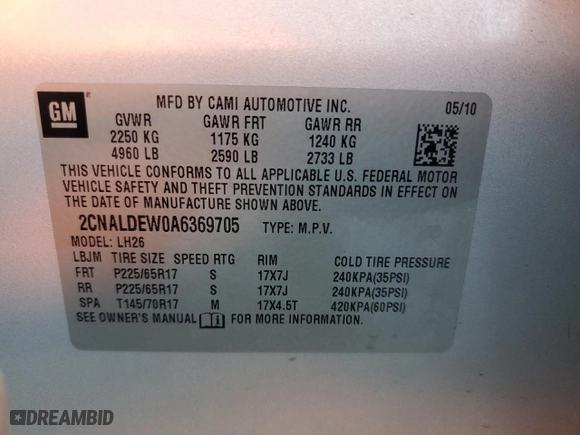 GM
MFD BY CAMI AUTOMOTIVE INC. 05/10
GVWR GAWR FRT GAWR RR
2250 KG 1175 KG 1240 KG
4960 LB 2590 LB 2733 LB
THIS VEHICLE CONFORMS TO ALL APPLICABLE U.S. FEDERAL MOTOR
VEHICLE SAFETY AND THEFT PREVENTION STANDARDS IN EFFECT ON
THE DATE OF MANUFACTURE SHOWN ABOVE.
2CNALDEW0A6369705 TYPE: M.P.V.
MODEL: LH26
LBJM TIRE SIZE SPEED RTG RIM COLD TIRE PRESSURE
FRT P225/65R17 S 17X7J 240KPA(35PSI)
RR P225/65R17 S 17X7J 240KPA(35PSI)
SPA T145/70R17 M 17X4.5T 420KPA(60PSI)
SEE OWNER'S MANUAL i FOR MORE INFORMATION.
DREAMBID